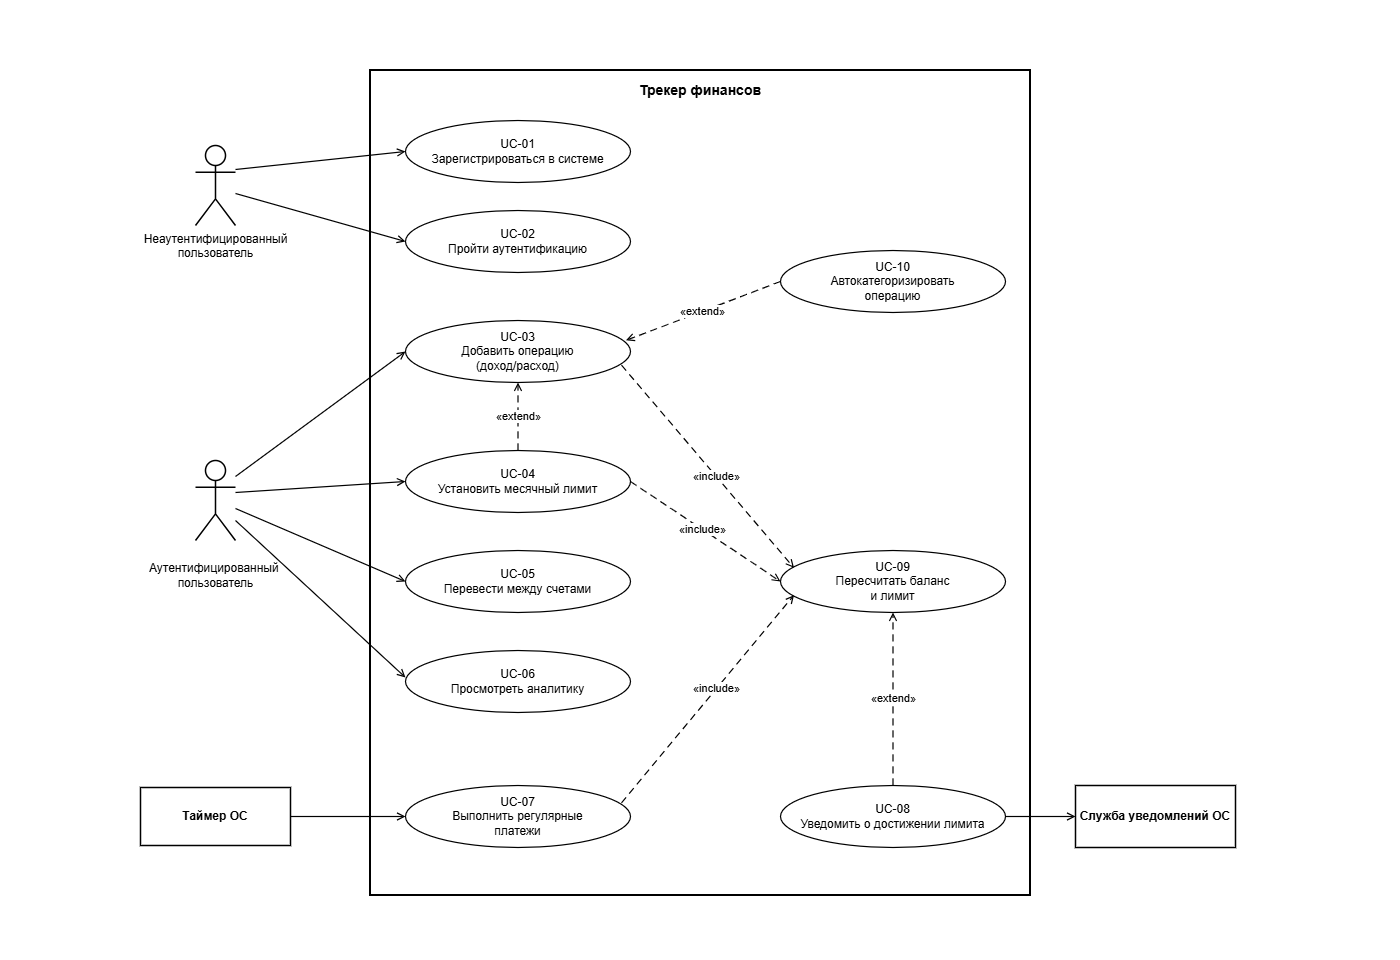 Трекер финансов
UC-01
Зарегистрироваться в системе
Неаутентифицированный
пользователь
UC-02
Пройти аутентификацию
UC-10
Автокатегоризировать
операцию
«extend»
UC-03
Добавить операцию
(доход/расход)
«extend»
UC-04
Установить месячный лимит
«include»
«include»
Аутентифицированный
пользователь
UC-05
Перевести между счетами
UC-09
Пересчитать баланс
и лимит
UC-06
Просмотреть аналитику
«include»
«extend»
Таймер ОС
UC-07
Выполнить регулярные
платежи
UC-08
Уведомить о достижении лимита
Служба уведомлений ОС